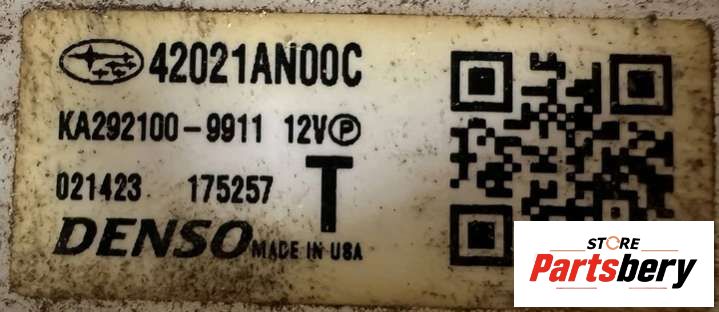 42021AN00C
KA292100-9911 12V Ⓟ
021423 175257 T
DENSO MADE IN USA
STORE
Partsbery